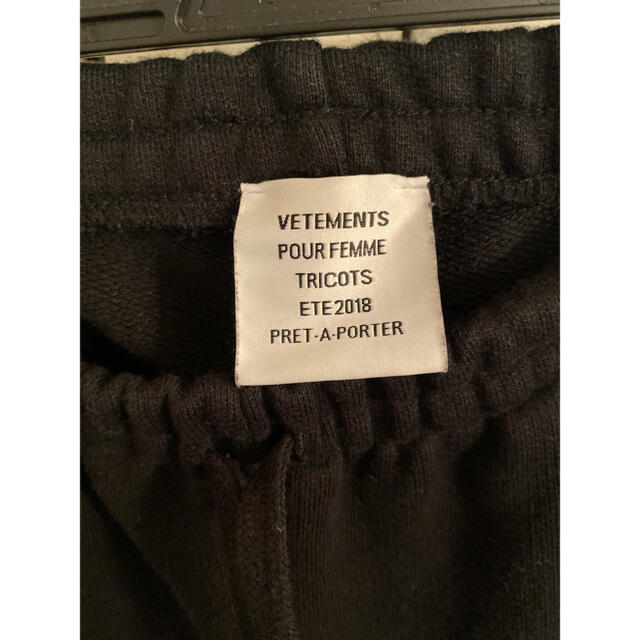 VETEMENTS
POUR FEMME
TRICOTS
ETE2018
PRET-A-PORTER